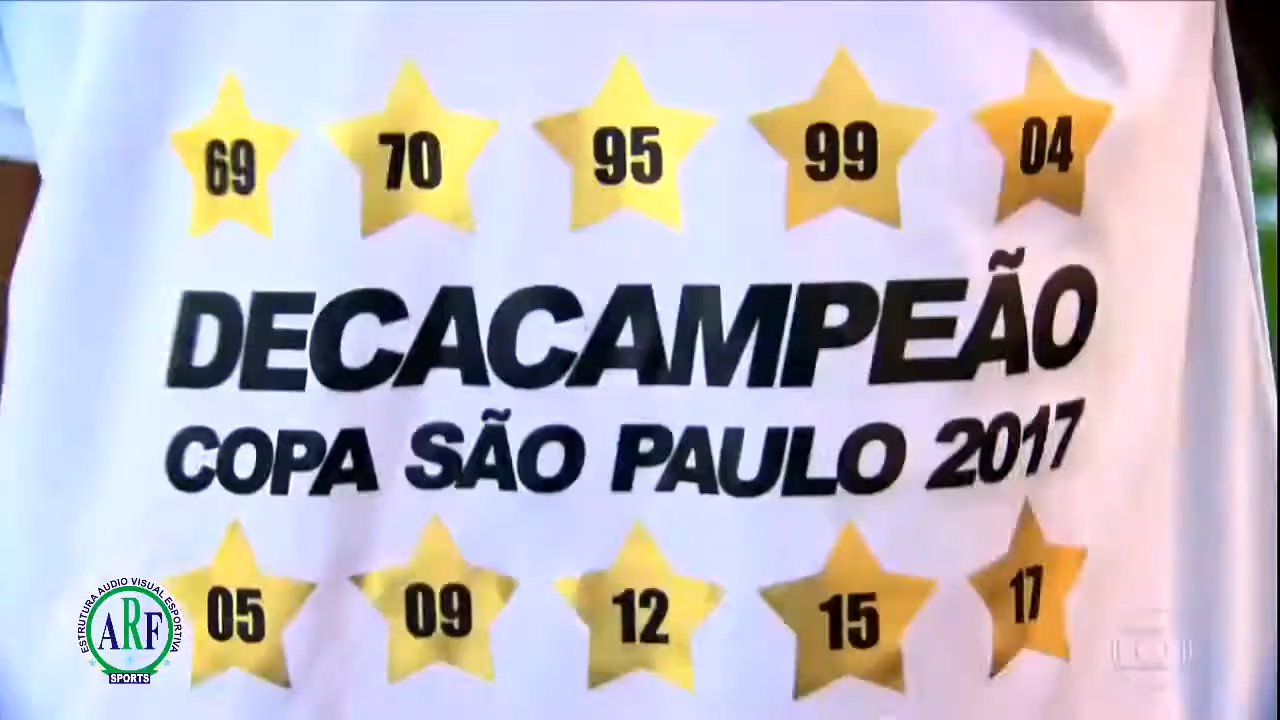 69 70 95 99 04
DECACAMPEÃO
COPA SÃO PAULO 2017
05 09 12 15 17
ESTRUTURA AUDIO VISUAL ESPORTIVA
ARF
SPORTS